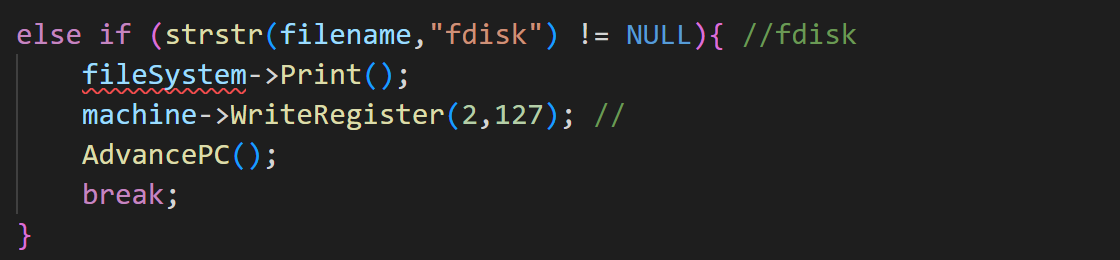 else if (strstr(filename,"fdisk") != NULL){ //fdisk
    fileSystem->Print();
    machine->WriteRegister(2,127); //
    AdvancePC();
    break;
}